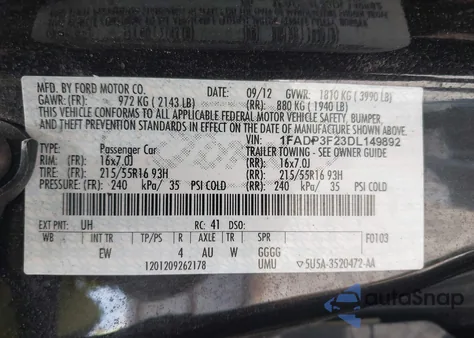 MFD. BY FORD MOTOR CO.
DATE: 09/12 GVWR: 1810 KG (3990 LB)
GAWR: (FR): 972 KG (2143 LB) (RR): 880 KG (1940 LB)
THIS VEHICLE CONFORMS TO ALL APPLICABLE FEDERAL MOTOR VEHICLE SAFETY, BUMPER,
AND THEFT PREVENTION STANDARDS IN EFFECT ON THE DATE OF MANUFACTURE SHOWN ABOVE.
VIN: 1FADP3F23DL149892
TYPE: Passenger Car TRAILER TOWING- SEE OWNER GUIDE
RIM: (FR): 16x7.0J (RR): 16x7.0J
TIRE: (FR): 215/55R16 93H (RR): 215/55R16 93H
PRESSURE: (FR): 240 kPa/ 35 PSI COLD (RR): 240 kPa/ 35 PSI COLD
EXT PNT: UH RC: 41 DSO:
WB INT TR TP/PS R AXLE TR SPR F0103
EW 4 AU W GGGG
1201209262178 UMU 5U5A-3520472-AA
AutoSnap